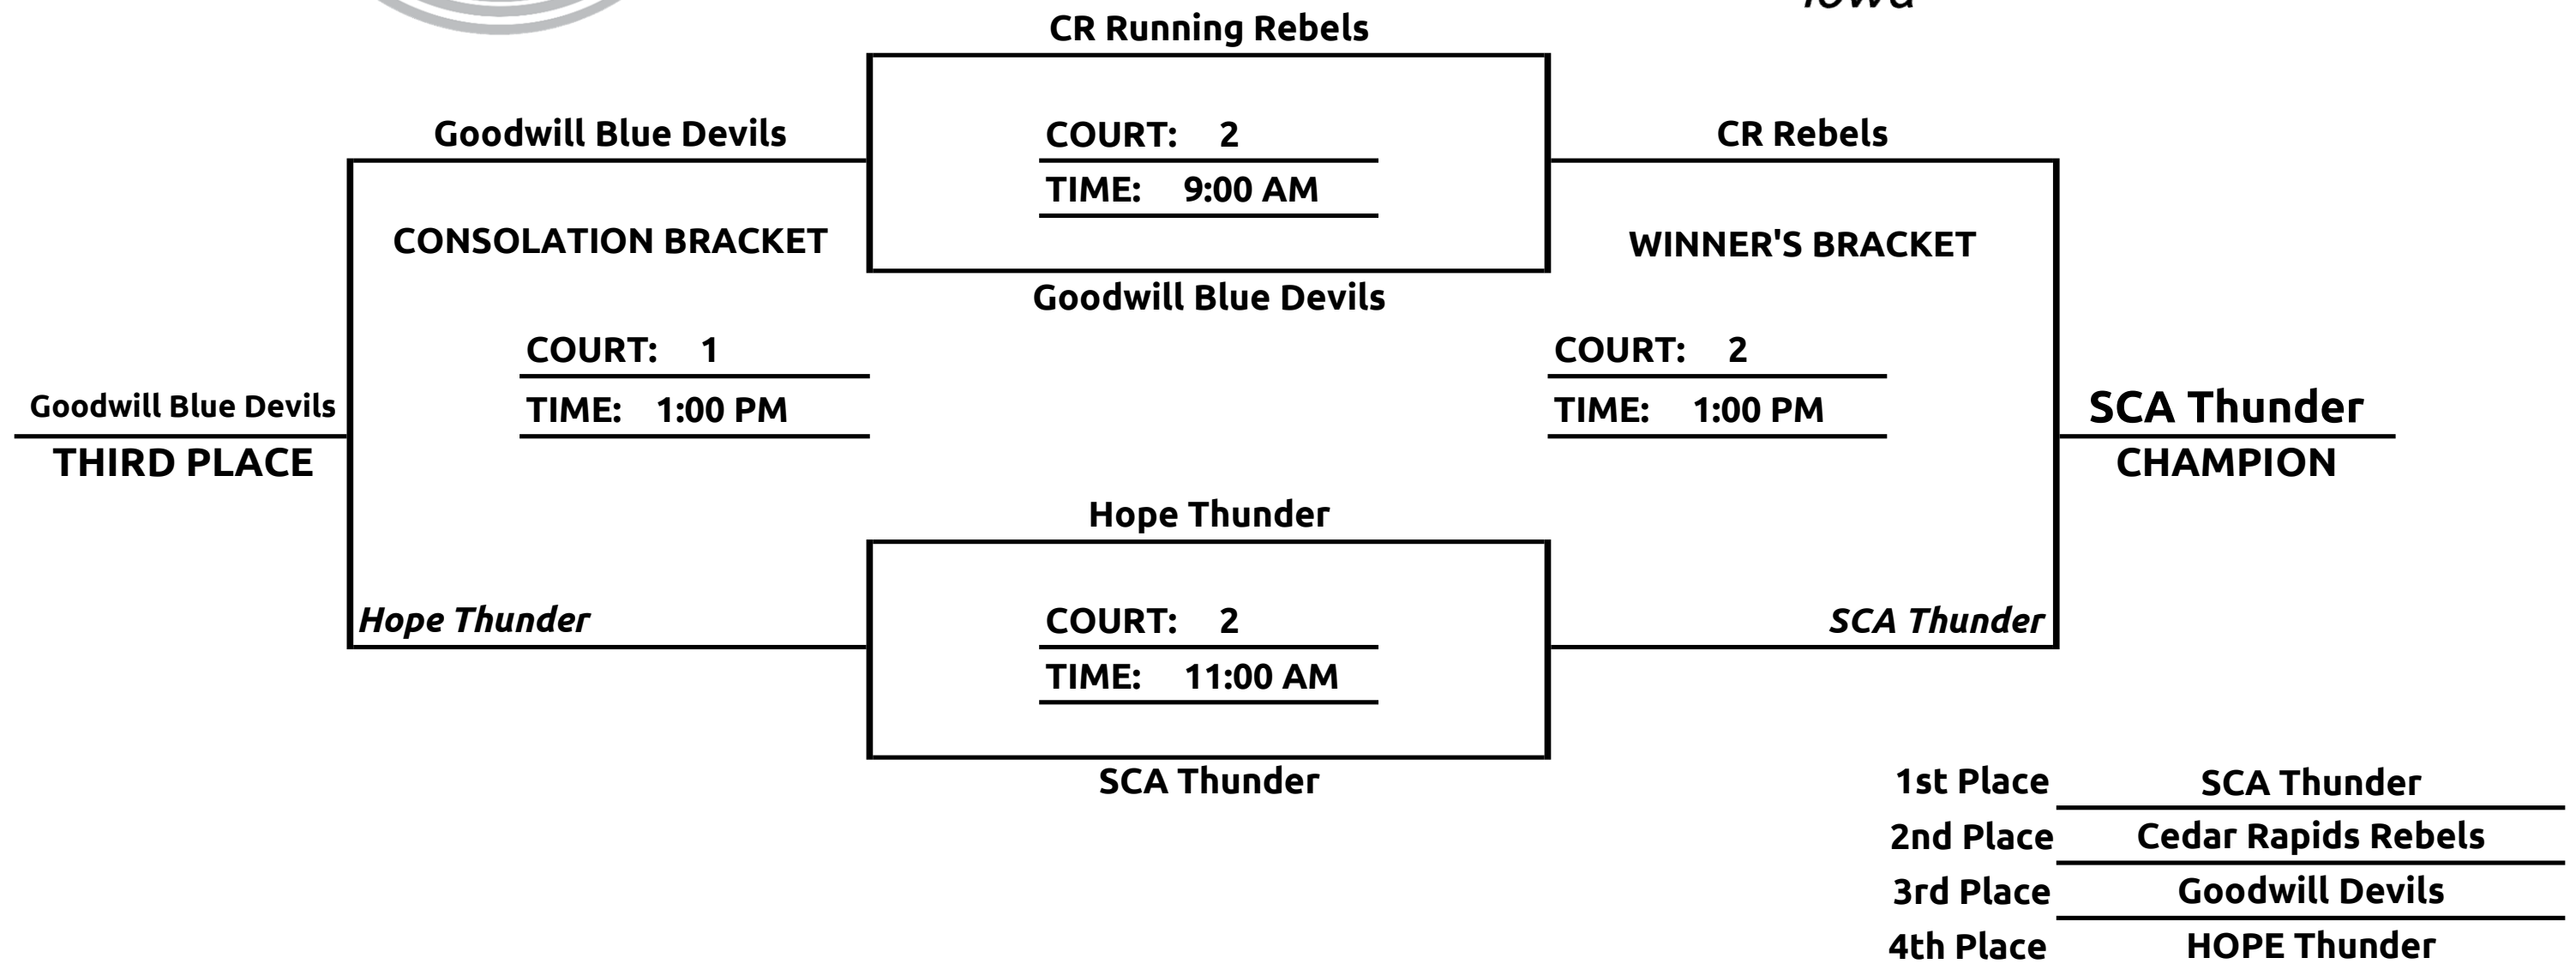 Iowa
CR Running Rebels
Goodwill Blue Devils
COURT: 2
CR Rebels
TIME: 9:00 AM
CONSOLATION BRACKET
WINNER'S BRACKET
Goodwill Blue Devils
COURT: 1
COURT: 2
Goodwill Blue Devils
TIME: 1:00 PM
TIME: 1:00 PM
SCA Thunder
THIRD PLACE
CHAMPION
Hope Thunder
Hope Thunder
COURT: 2
SCA Thunder
TIME: 11:00 AM
SCA Thunder
1st Place SCA Thunder
2nd Place Cedar Rapids Rebels
3rd Place Goodwill Devils
4th Place HOPE Thunder